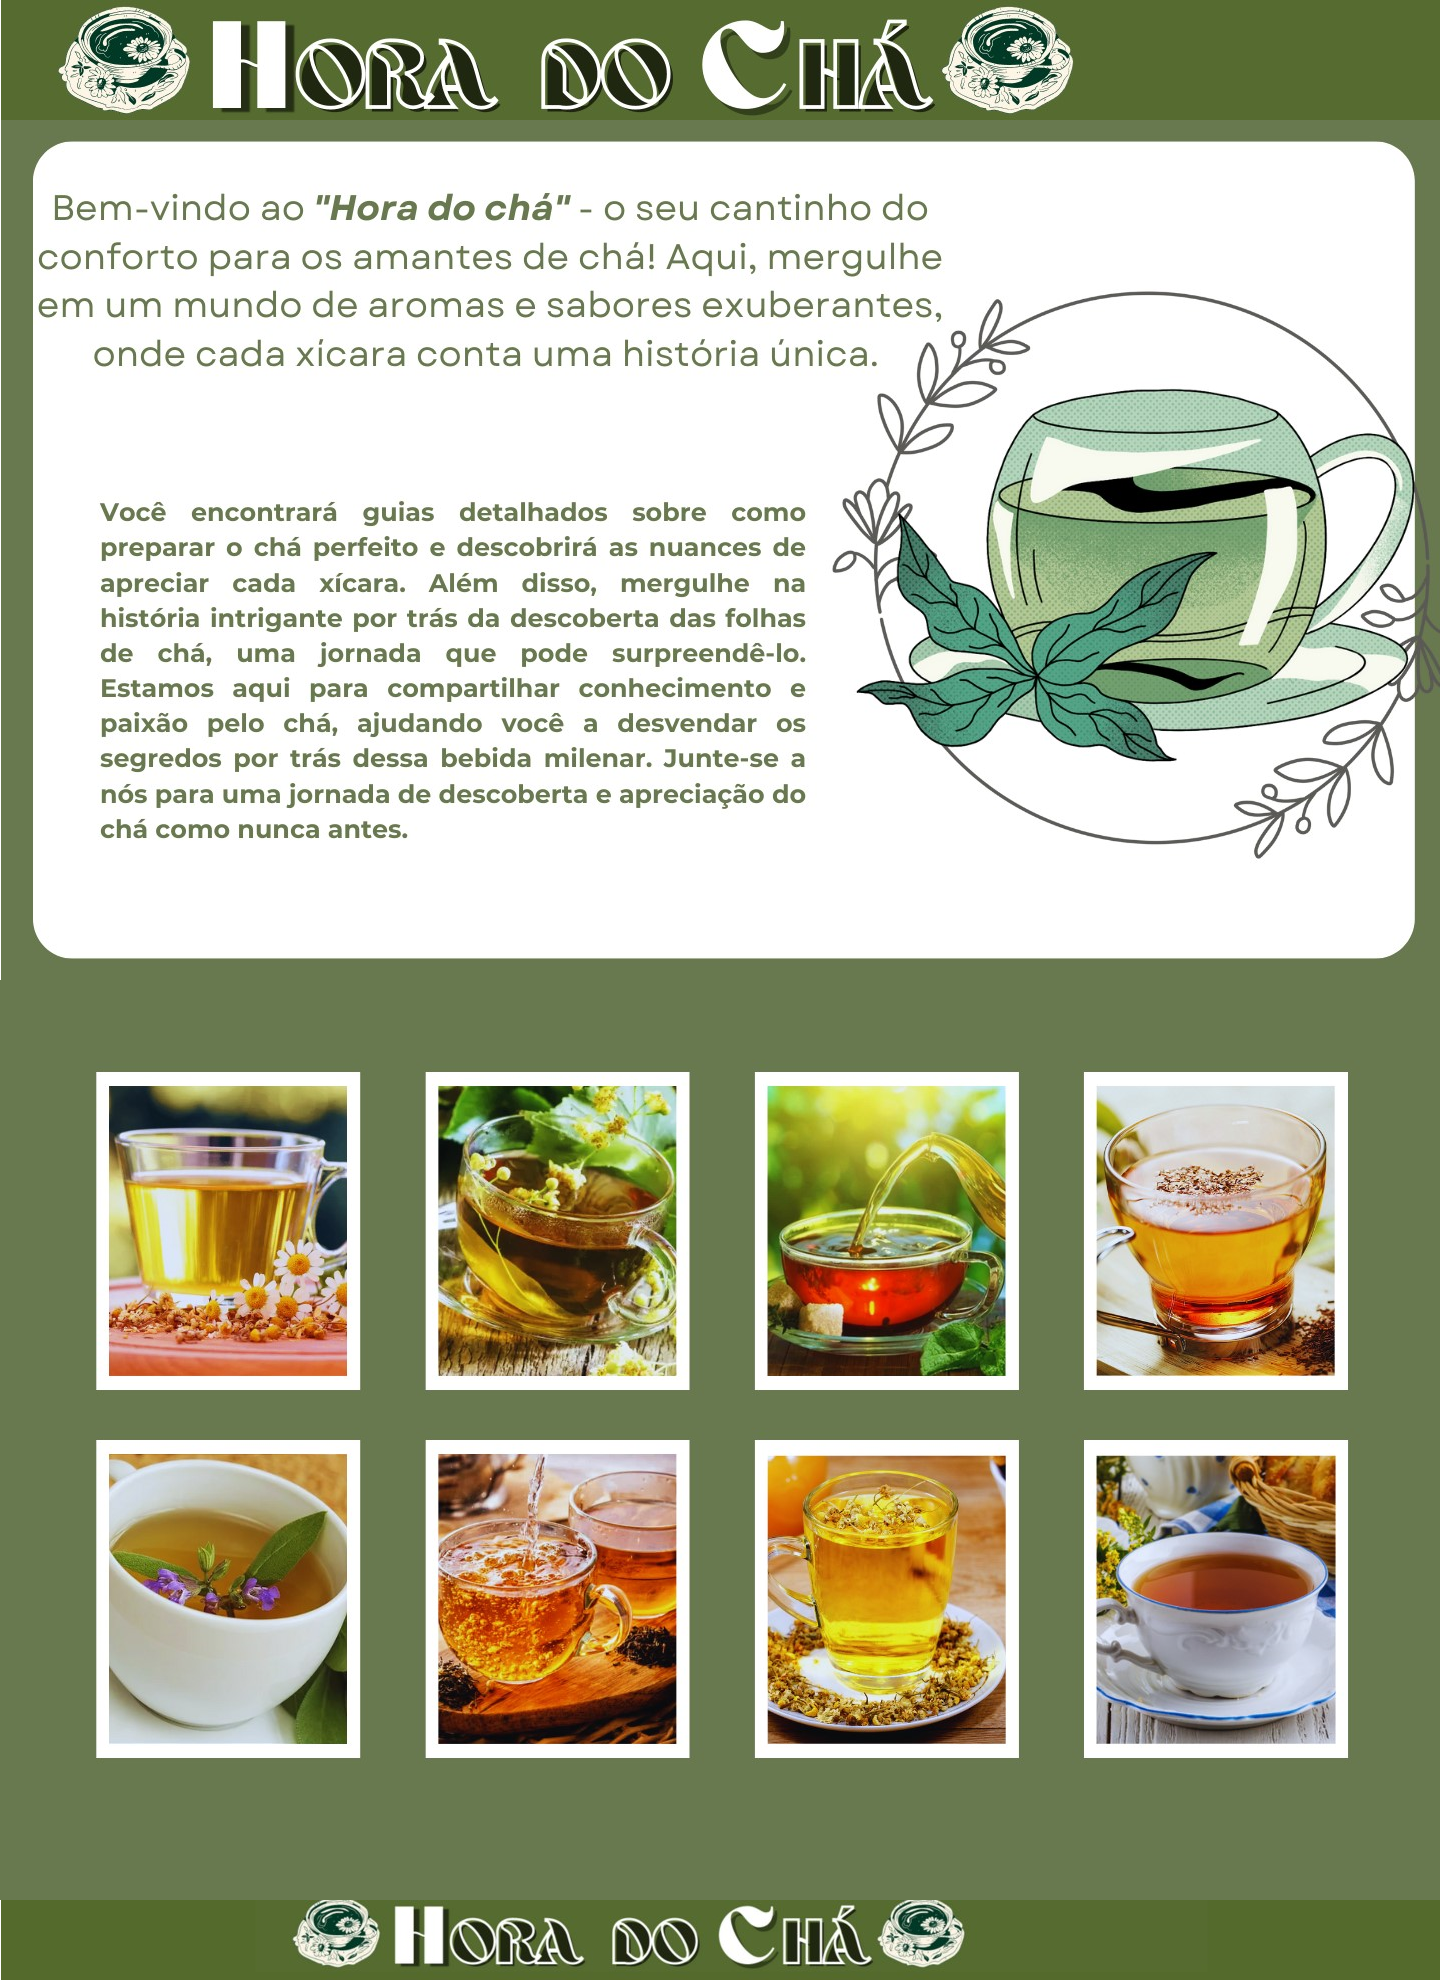 Hora do Chá
Bem-vindo ao "Hora do chá" - o seu cantinho do
conforto para os amantes de chá! Aqui, mergulhe
em um mundo de aromas e sabores exuberantes,
onde cada xícara conta uma história única.
Você encontrará guias detalhados sobre como
preparar o chá perfeito e descobrirá as nuances de
apreciar cada xícara. Além disso, mergulhe na
história intrigante por trás da descoberta das folhas
de chá, uma jornada que pode surpreendê-lo.
Estamos aqui para compartilhar conhecimento e
paixão pelo chá, ajudando você a desvendar os
segredos por trás dessa bebida milenar. Junte-se a
nós para uma jornada de descoberta e apreciação do
chá como nunca antes.
Hora do Chá